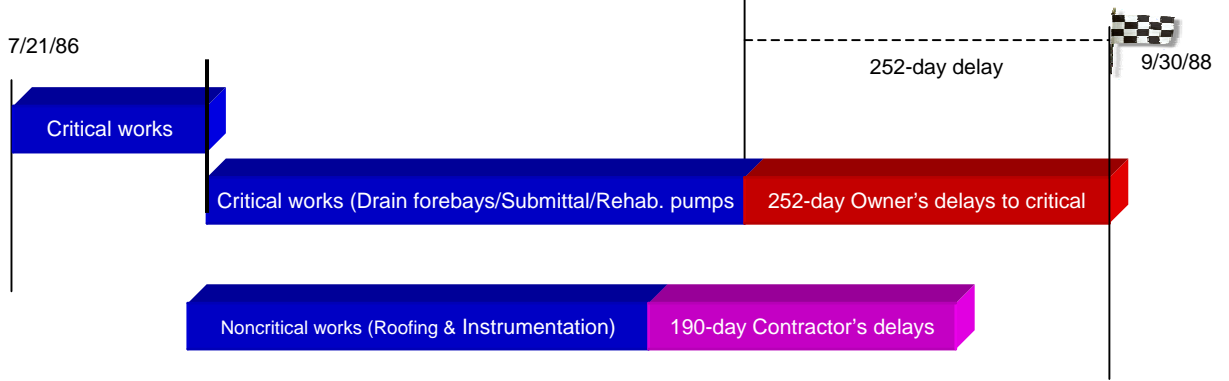 7/21/86
252-day delay
9/30/88
Critical works
Critical works (Drain forebays/Submittal/Rehab. pumps
252-day Owner's delays to critical
Noncritical works (Roofing & Instrumentation)
190-day Contractor's delays